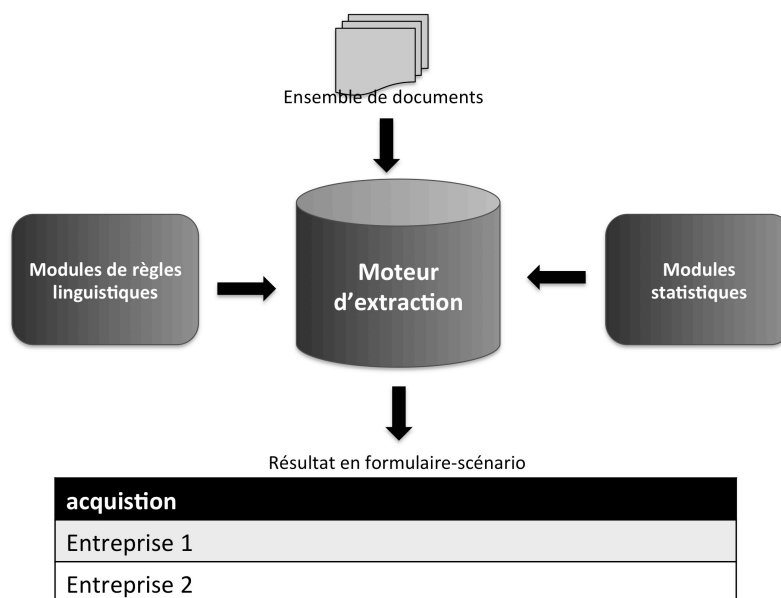 Ensemble de documents
Modules de règles
linguistiques
Moteur
d’extraction
Modules
statistiques
Résultat en formulaire-scénario
acquistion
Entreprise 1
Entreprise 2